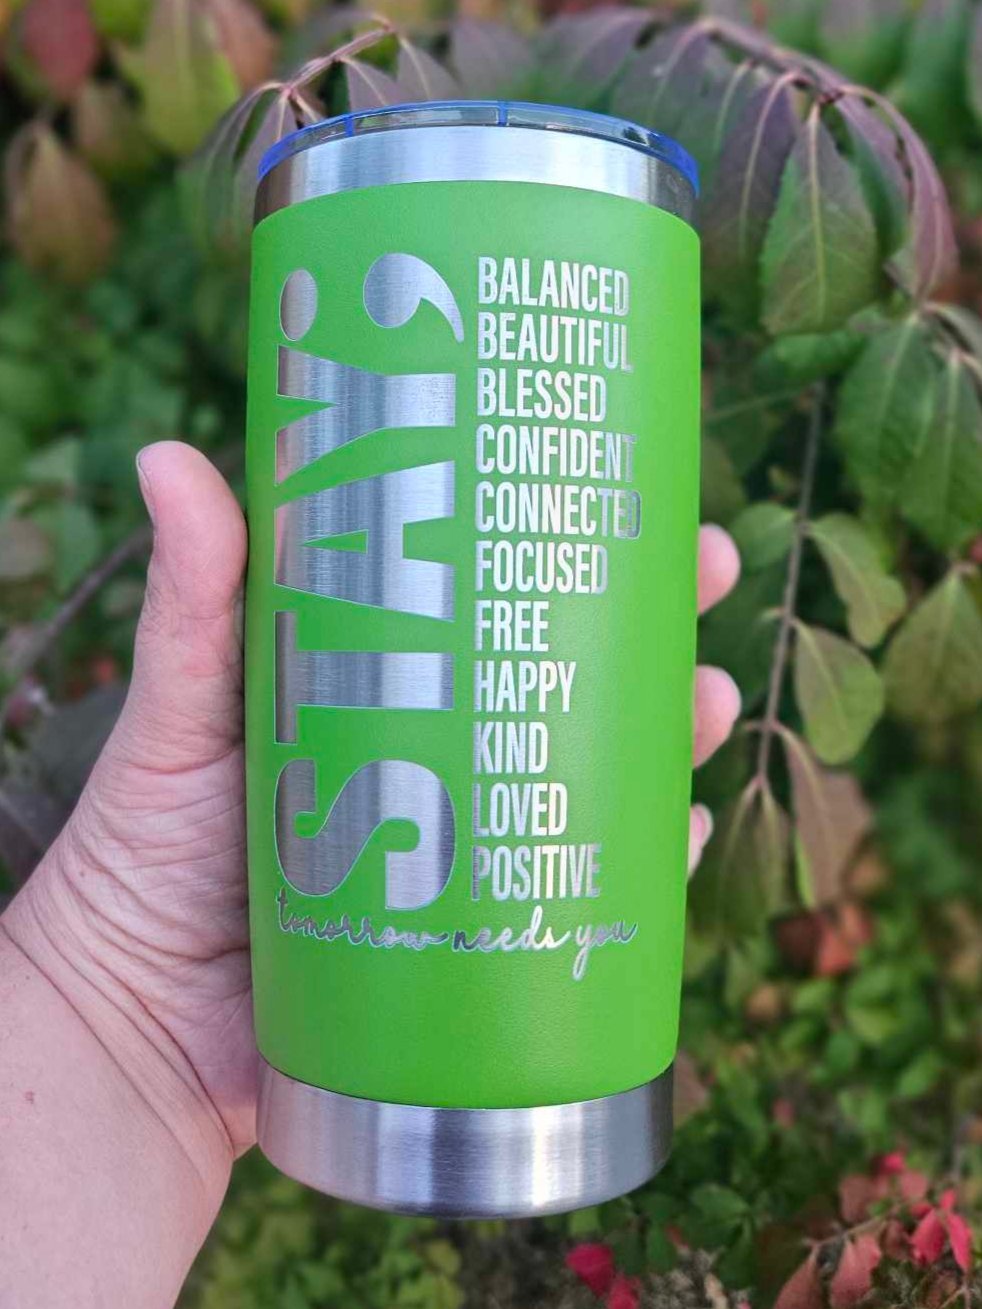 STAY;
BALANCED
BEAUTIFUL
BLESSED
CONFIDENT
CONNECTED
FOCUSED
FREE
HAPPY
KIND
LOVED
POSITIVE
tomorrow needs you